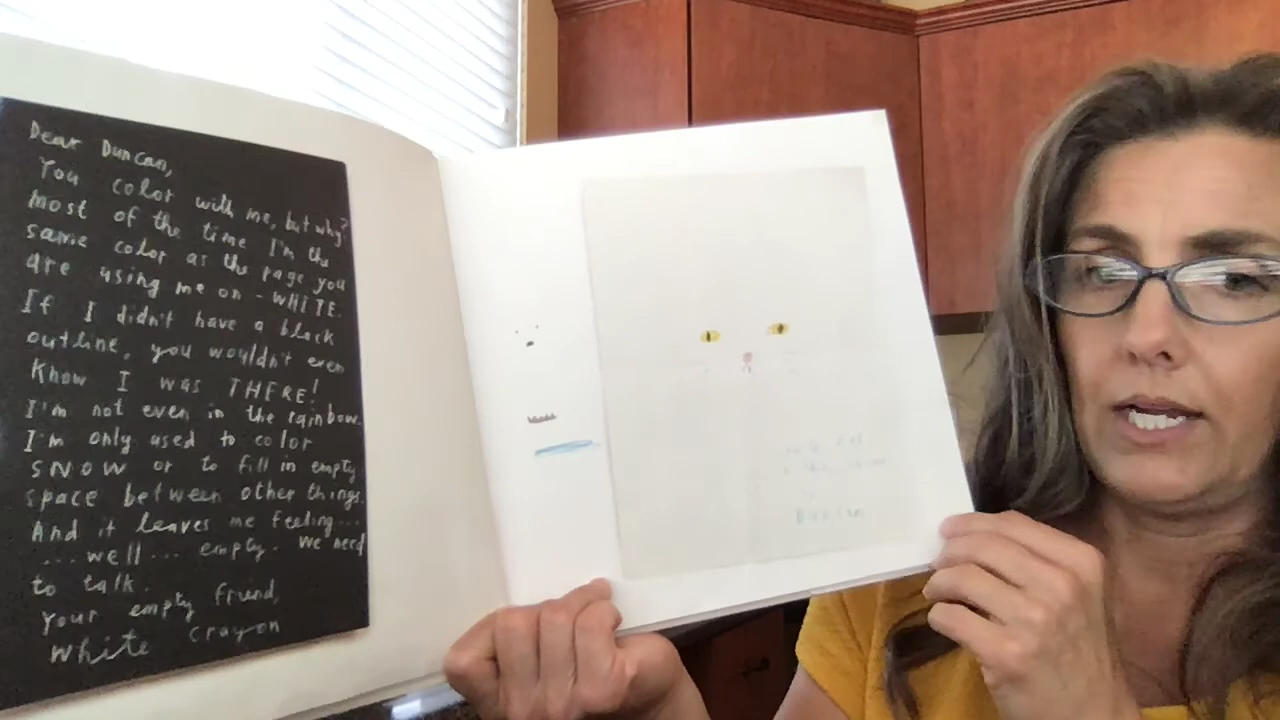 Dear Duncan,
You color with me, but why?
Most of the time I'm the
same color as the page you
are using me on - WHITE.
If I didn't have a black
outline, you wouldn't even
know I was THERE!
I'm not even in the rainbow.
I'm only used to color
SNOW or to fill in empty
space between other things.
And it leaves me feeling...
...well... empty. We need
to talk.
Your empty friend,
White crayon